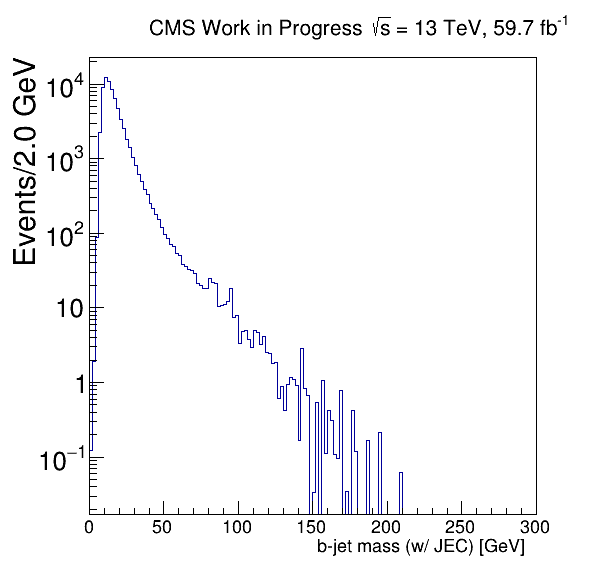 CMS Work in Progress √s = 13 TeV, 59.7 fb⁻¹
Events/2.0 GeV
10⁴
10³
10²
10
1
10⁻¹
0 50 100 150 200 250 300
b-jet mass (w/ JEC) [GeV]